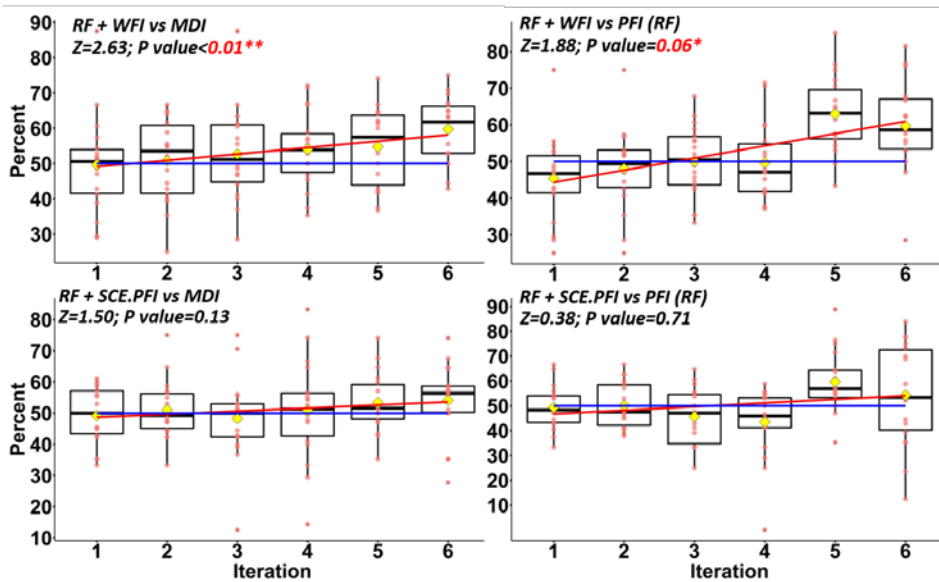 RF + WFI vs MDI
Z=2.63; P value<0.01**
Percent
90
80
70
60
50
40
30
1 2 3 4 5 6
RF + WFI vs PFI (RF)
Z=1.88; P value=0.06*
80
70
60
50
40
30
1 2 3 4 5 6
RF + SCE.PFI vs MDI
Z=1.50; P value=0.13
Percent
80
70
60
50
40
30
20
10
1 2 3 4 5 6
Iteration
RF + SCE.PFI vs PFI (RF)
Z=0.38; P value=0.71
90
80
70
60
50
40
30
20
10
1 2 3 4 5 6
Iteration